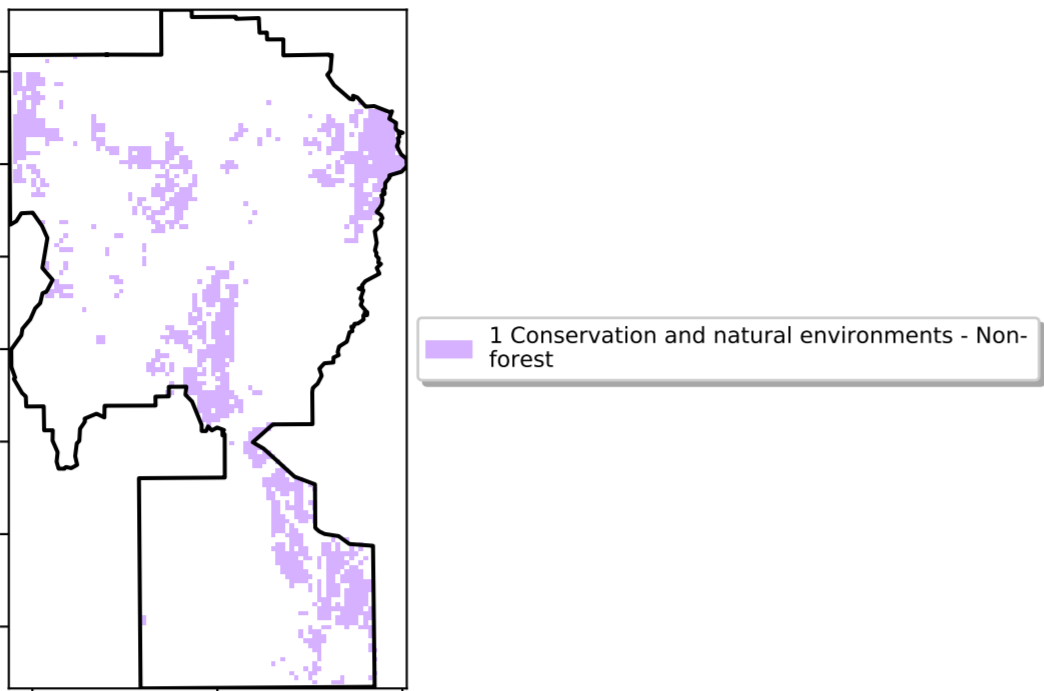 1 Conservation and natural environments - Non-
forest